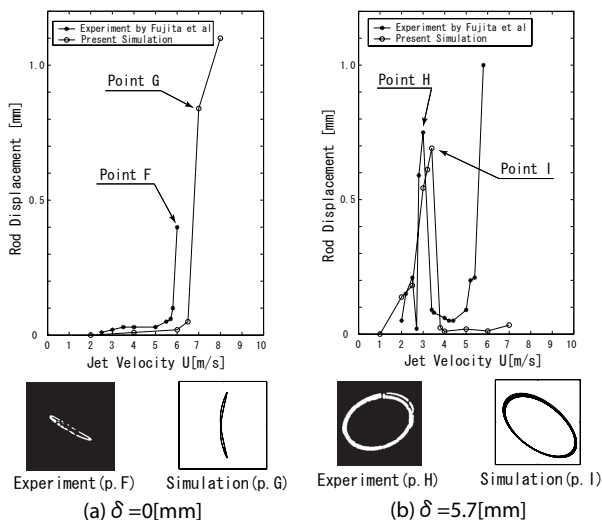 Experiment by Fujita et al
Present Simulation
Point G
Point F
Rod Displacement [mm]
1.0
0.5
0
0 1 2 3 4 5 6 7 8 9 10
Jet Velocity U[m/s]
Experiment(p.F)
Simulation(p.G)
(a) δ=0[mm]
Experiment by Fujita et al
Present Simulation
Point H
Point I
Rod Displacement [mm]
1.0
0.5
0
0 1 2 3 4 5 6 7 8 9 10
Jet Velocity U[m/s]
Experiment(p.H)
Simulation(p.I)
(b) δ=5.7[mm]